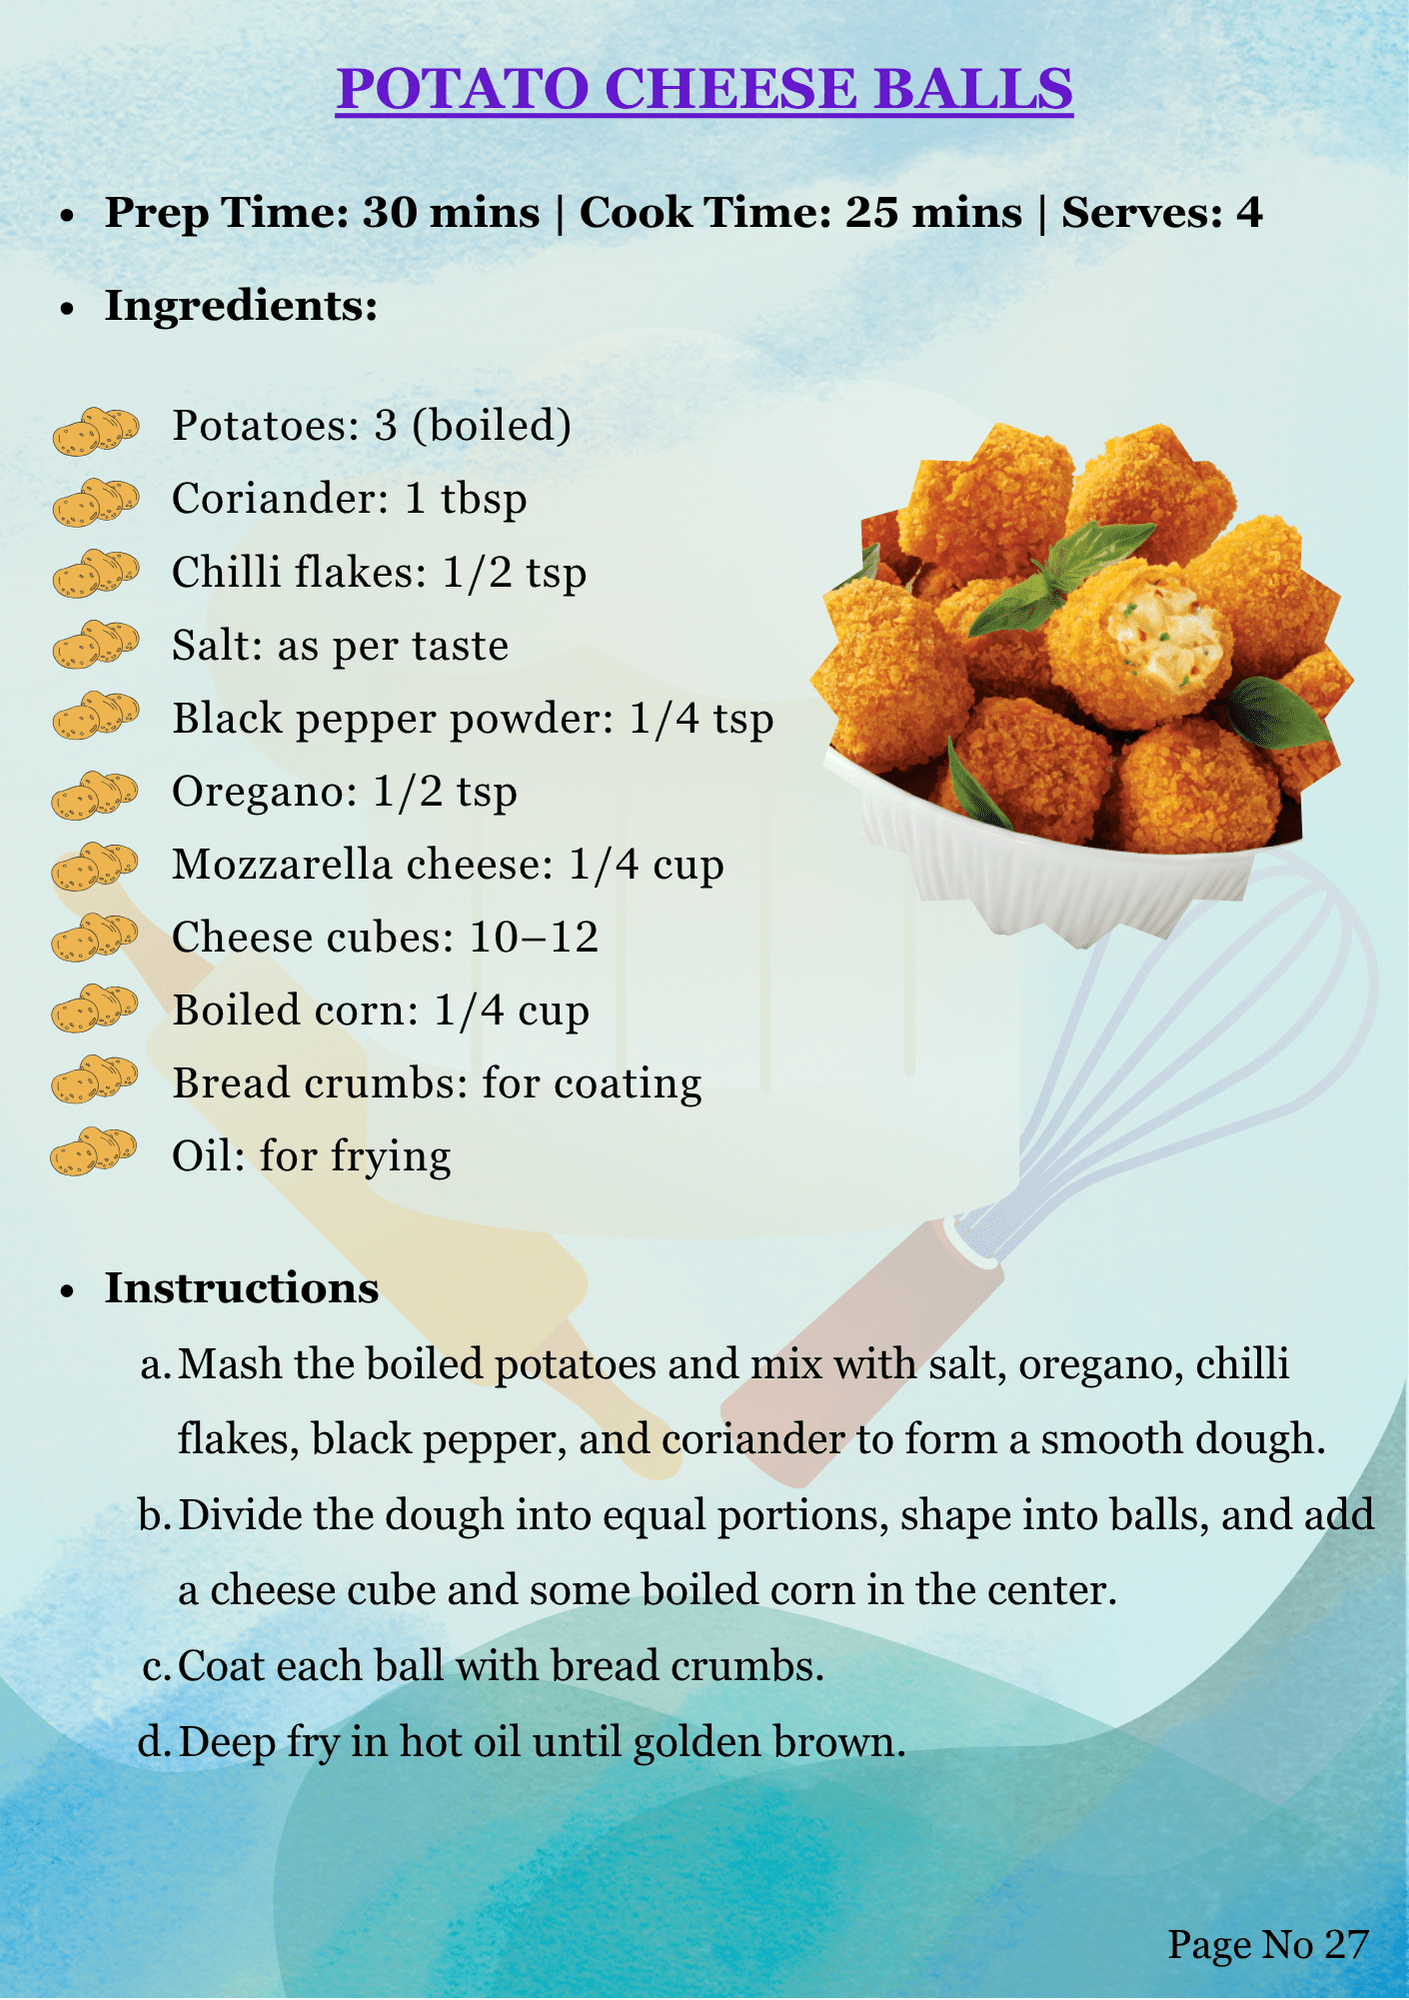 POTATO CHEESE BALLS
• Prep Time: 30 mins | Cook Time: 25 mins | Serves: 4
• Ingredients:
Potatoes: 3 (boiled)
Coriander: 1 tbsp
Chilli flakes: 1/2 tsp
Salt: as per taste
Black pepper powder: 1/4 tsp
Oregano: 1/2 tsp
Mozzarella cheese: 1/4 cup
Cheese cubes: 10–12
Boiled corn: 1/4 cup
Bread crumbs: for coating
Oil: for frying
• Instructions
a. Mash the boiled potatoes and mix with salt, oregano, chilli
flakes, black pepper, and coriander to form a smooth dough.
b. Divide the dough into equal portions, shape into balls, and add
a cheese cube and some boiled corn in the center.
c. Coat each ball with bread crumbs.
d. Deep fry in hot oil until golden brown.
Page No 27